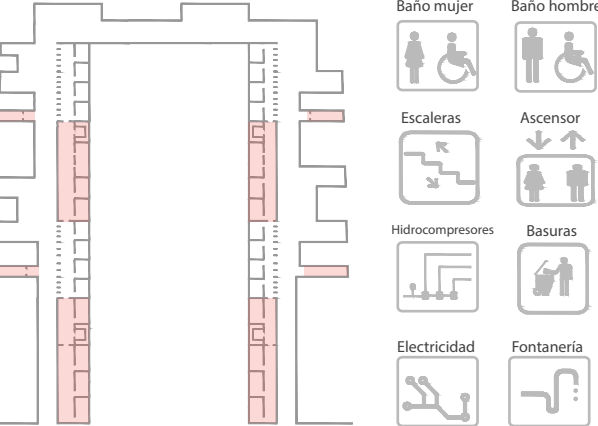 Baño mujer
Baño hombre
Escaleras
Ascensor
Hidrocompresores
Basuras
Electricidad
Fontanería